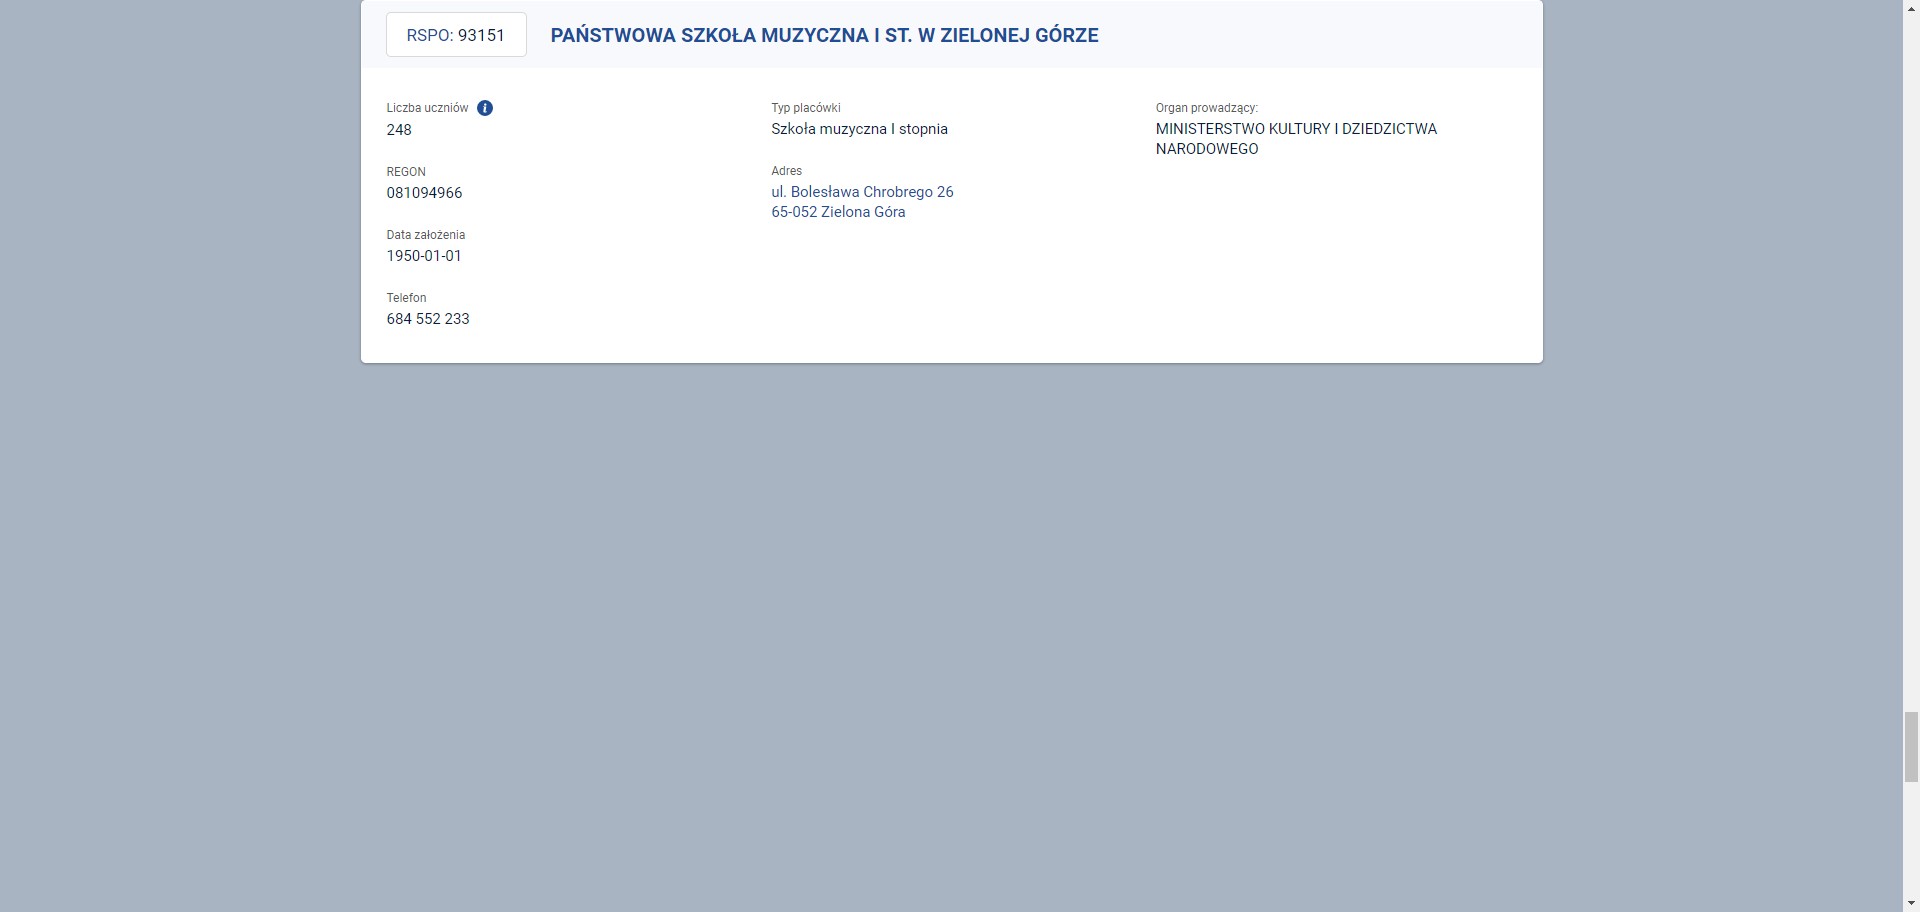 RSPO: 93151
PAŃSTWOWA SZKOŁA MUZYCZNA I ST. W ZIELONEJ GÓRZE
Liczba uczniów
248
REGON
081094966
Data założenia
1950-01-01
Telefon
684 552 233
Typ placówki
Szkoła muzyczna I stopnia
Adres
ul. Bolesława Chrobrego 26
65-052 Zielona Góra
Organ prowadzący:
MINISTERSTWO KULTURY I DZIEDZICTWA
NARODOWEGO